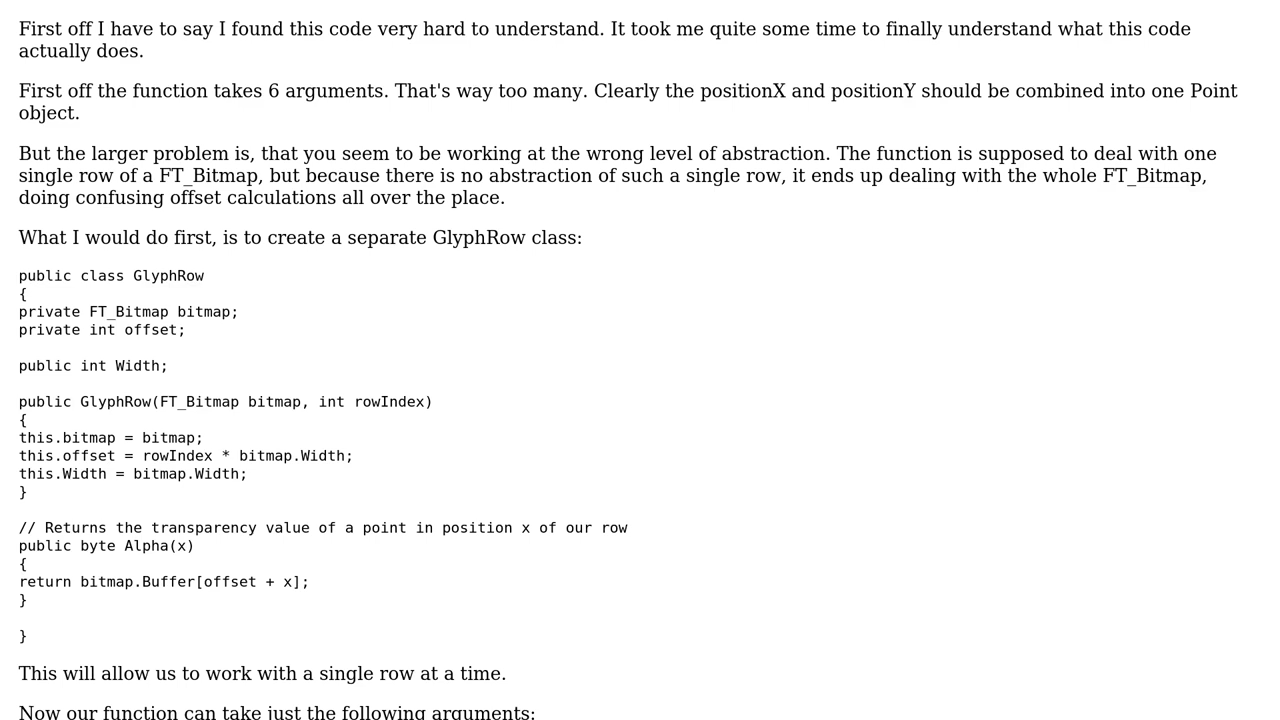 First off I have to say I found this code very hard to understand. It took me quite some time to finally understand what this code
actually does.
First off the function takes 6 arguments. That's way too many. Clearly the positionX and positionY should be combined into one Point
object.
But the larger problem is, that you seem to be working at the wrong level of abstraction. The function is supposed to deal with one
single row of a FT_Bitmap, but because there is no abstraction of such a single row, it ends up dealing with the whole FT_Bitmap,
doing confusing offset calculations all over the place.
What I would do first, is to create a separate GlyphRow class:
public class GlyphRow
{
private FT_Bitmap bitmap;
private int offset;
public int Width;
public GlyphRow(FT_Bitmap bitmap, int rowIndex)
{
this.bitmap = bitmap;
this.offset = rowIndex * bitmap.Width;
this.Width = bitmap.Width;
}
// Returns the transparency value of a point in position x of our row
public byte Alpha(x)
{
return bitmap.Buffer[offset + x];
}
}
This will allow us to work with a single row at a time.
Now our function can take just the following arguments: